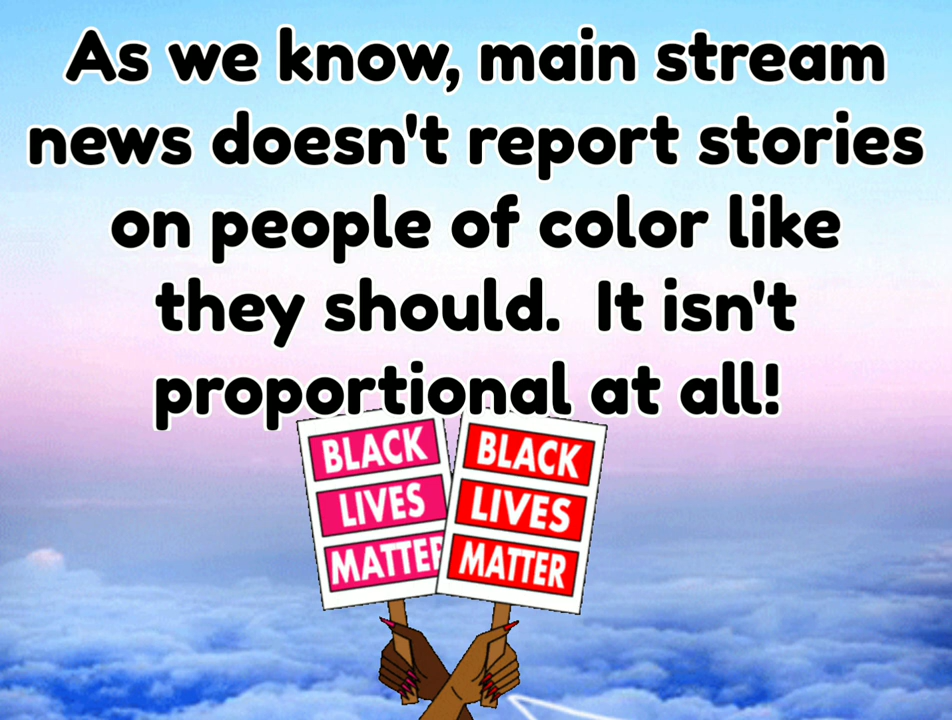 As we know, main stream
news doesn't report stories
on people of color like
they should.  It isn't
proportional at all!
BLACK
LIVES
MATTER
BLACK
LIVES
MATTER